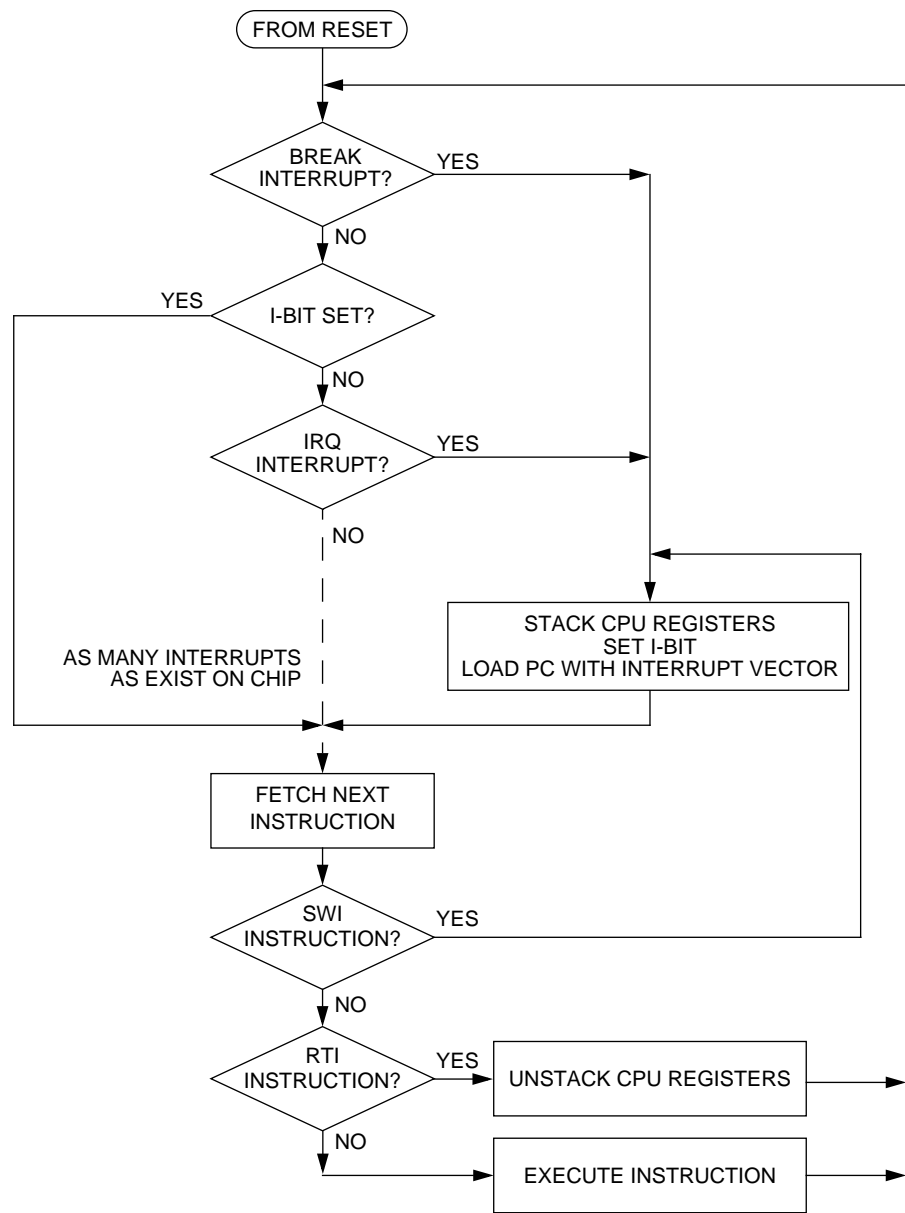 FROM RESET
BREAK
INTERRUPT?
YES
NO
YES
I-BIT SET?
NO
IRQ
INTERRUPT?
YES
NO
STACK CPU REGISTERS
SET I-BIT
LOAD PC WITH INTERRUPT VECTOR
AS MANY INTERRUPTS
AS EXIST ON CHIP
FETCH NEXT
INSTRUCTION
SWI
INSTRUCTION?
YES
NO
RTI
INSTRUCTION?
YES
UNSTACK CPU REGISTERS
NO
EXECUTE INSTRUCTION